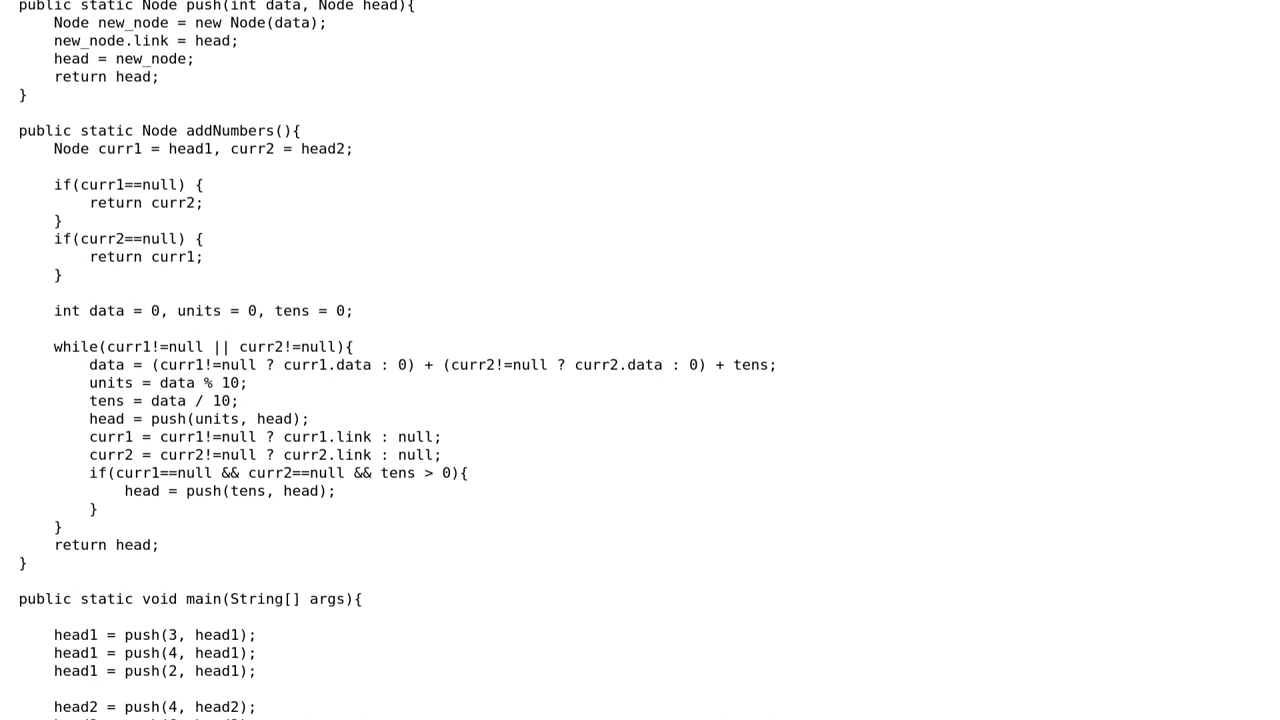 public static Node push(int data, Node head){
    Node new_node = new Node(data);
    new_node.link = head;
    head = new_node;
    return head;
}

public static Node addNumbers(){
    Node curr1 = head1, curr2 = head2;

    if(curr1==null) {
        return curr2;
    }
    if(curr2==null) {
        return curr1;
    }

    int data = 0, units = 0, tens = 0;

    while(curr1!=null || curr2!=null){
        data = (curr1!=null ? curr1.data : 0) + (curr2!=null ? curr2.data : 0) + tens;
        units = data % 10;
        tens = data / 10;
        head = push(units, head);
        curr1 = curr1!=null ? curr1.link : null;
        curr2 = curr2!=null ? curr2.link : null;
        if(curr1==null && curr2==null && tens > 0){
            head = push(tens, head);
        }
    }
    return head;
}

public static void main(String[] args){

    head1 = push(3, head1);
    head1 = push(4, head1);
    head1 = push(2, head1);

    head2 = push(4, head2);